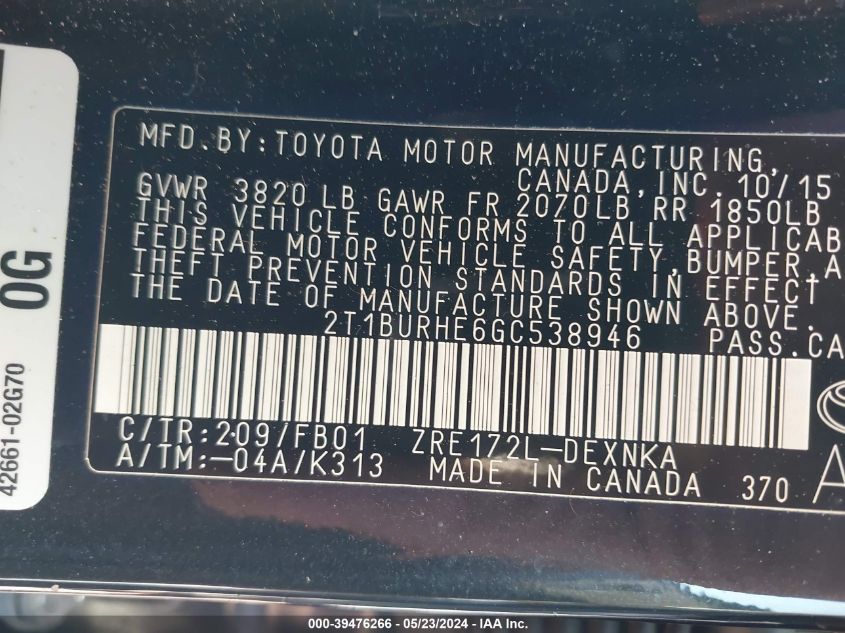 MFD.BY:TOYOTA MOTOR MANUFACTURING,
CANADA,INC. 10/15
GVWR 3820 LB GAWR FR 2070LB RR 1850LB
THIS VEHICLE CONFORMS TO ALL APPLICAB
FEDERAL MOTOR VEHICLE SAFETY,BUMPER,A
THEFT PREVENTION STANDARDS IN EFFECT
THE DATE OF MANUFACTURE SHOWN ABOVE.
2T1BURHE6GC538946 PASS.CA
C/TR:209/FB01 ZRE172L-DEXNKA
A/TM:-04A/K313 MADE IN CANADA 370 A
0G
42661-02G70
000-39476266 - 05/23/2024 - IAA Inc.